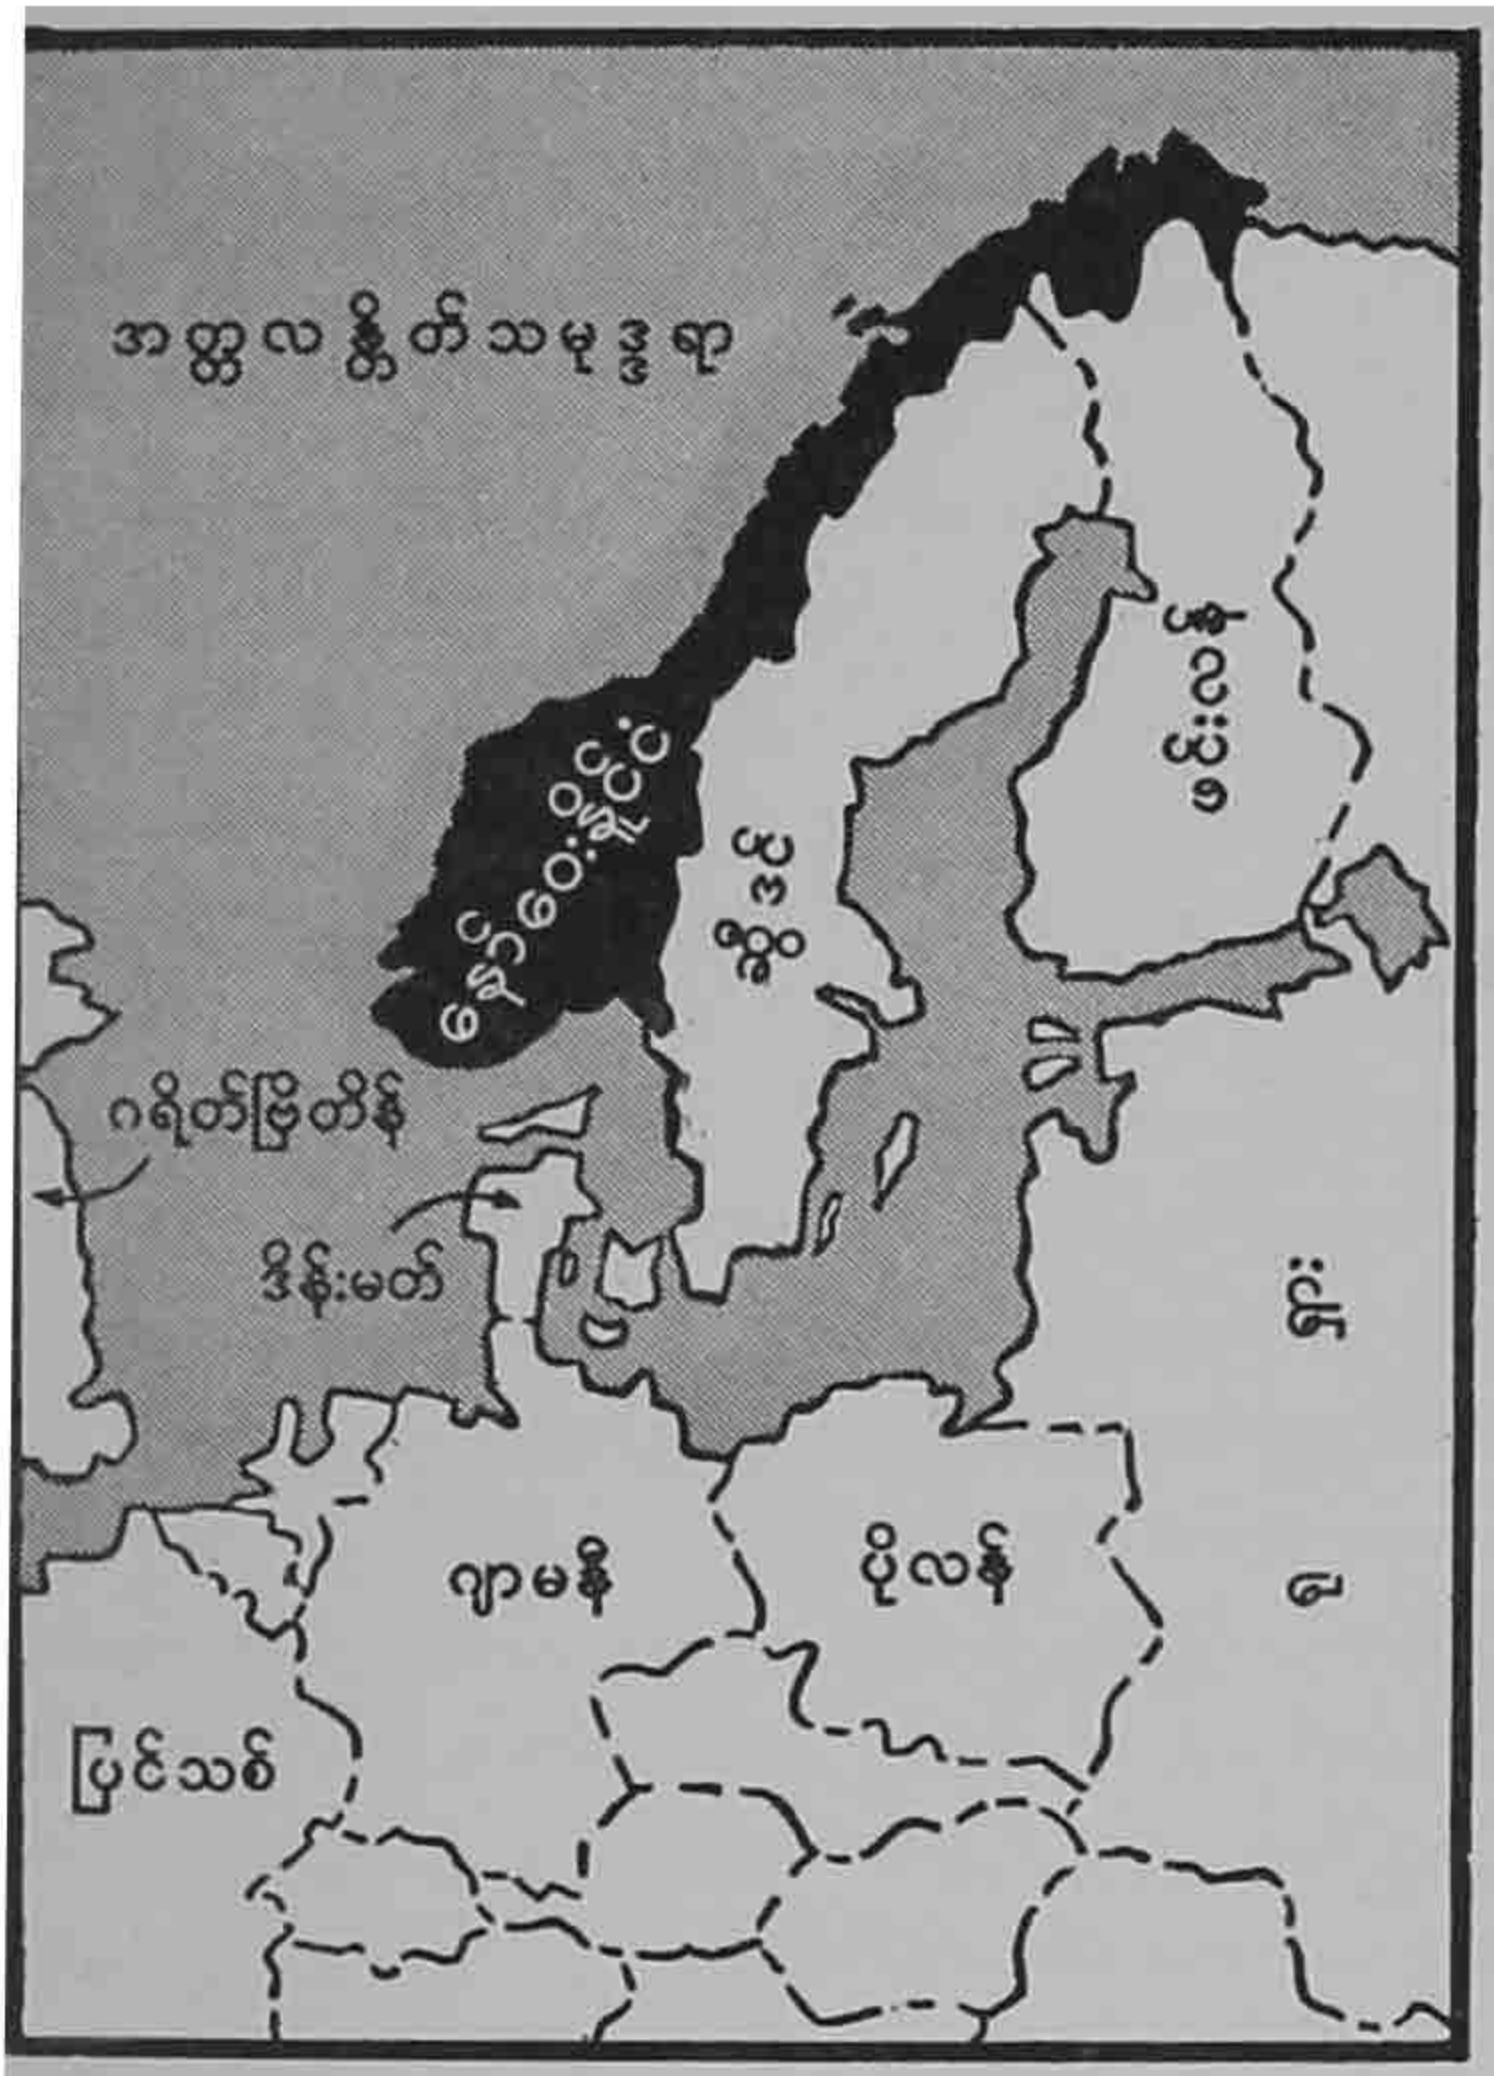 အတ္တလန္တိတ်သမုဒ္ဒရာ
ဖင်းလန်
နော်ဝေးနိုင်ငံ
ဆွီဒင်
ဂရိတ်ဗြိတိန်
ဒိန်းမတ်
ရုရှား
ဂျာမနီ
ပိုလန်
ပြင်သစ်